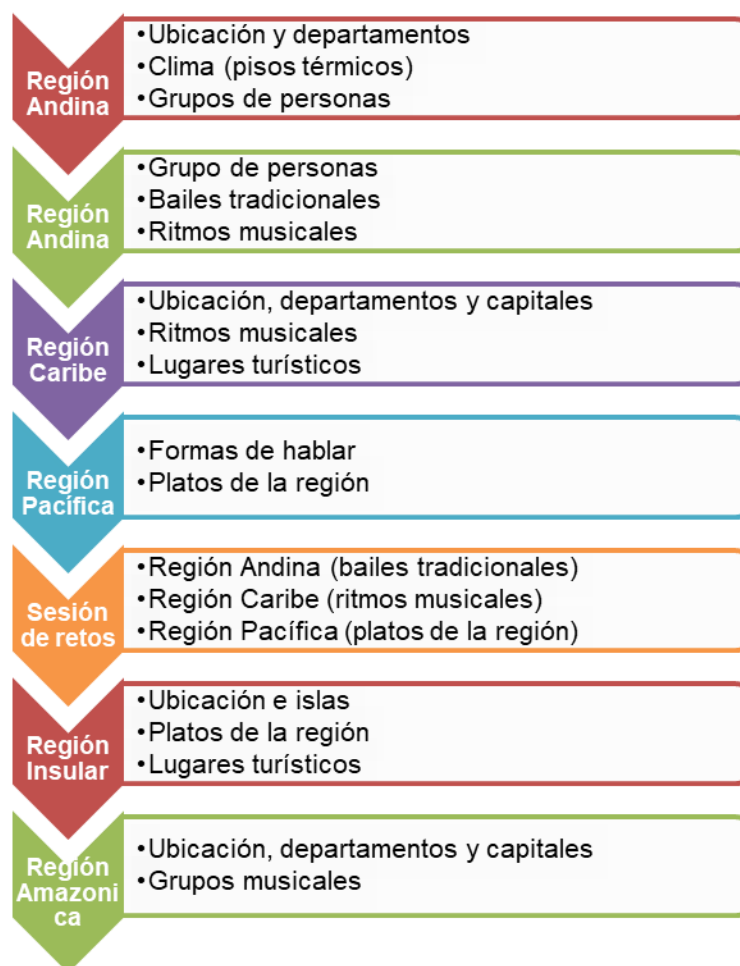 Región
Andina
•Ubicación y departamentos
•Clima (pisos térmicos)
•Grupos de personas
Región
Andina
•Grupo de personas
•Bailes tradicionales
•Ritmos musicales
Región
Caribe
•Ubicación, departamentos y capitales
•Ritmos musicales
•Lugares turísticos
Región
Pacífica
•Formas de hablar
•Platos de la región
Sesión
de retos
•Región Andina (bailes tradicionales)
•Región Caribe (ritmos musicales)
•Región Pacífica (platos de la región)
Región
Insular
•Ubicación e islas
•Platos de la región
•Lugares turísticos
Región
Amazoni
ca
•Ubicación, departamentos y capitales
•Grupos musicales